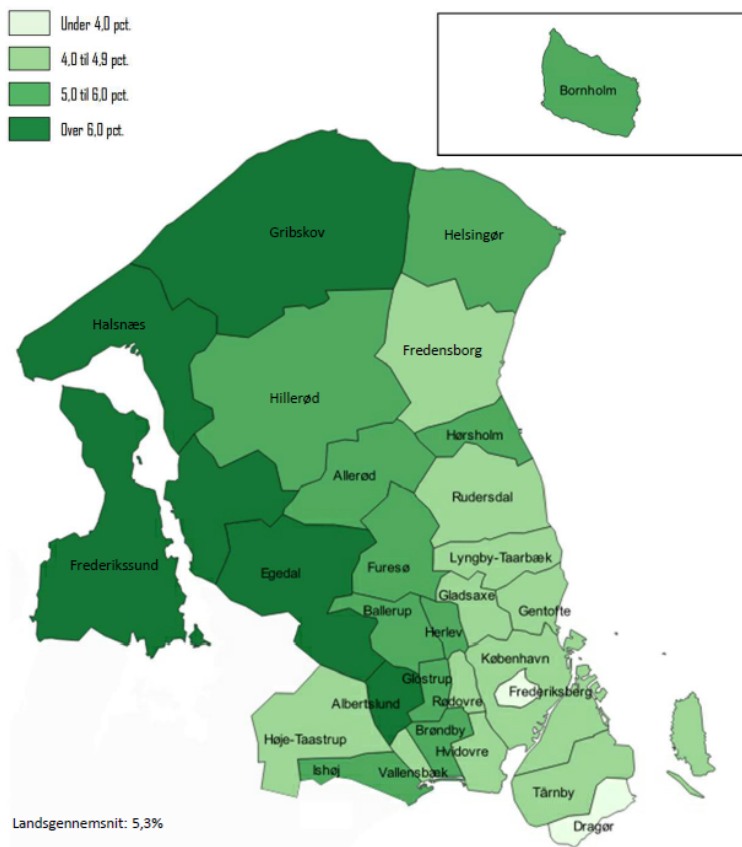 Under 4,0 pct.
4,0 til 4,9 pct.
5,0 til 6,0 pct.
Over 6,0 pct.
Bornholm
Gribskov
Helsingør
Halsnæs
Fredensborg
Hillerød
Hørsholm
Allerød
Rudersdal
Lyngby-Taarbæk
Frederikssund
Egedal
Furesø
Gladsaxe
Gentofte
Ballerup
Herlev
København
Glostrup
Frederiksberg
Albertslund
Rødovre
Høje-Taastrup
Brøndby
Hvidovre
Ishøj
Vallensbæk
Tårnby
Dragør
Landsgennemsnit: 5,3%